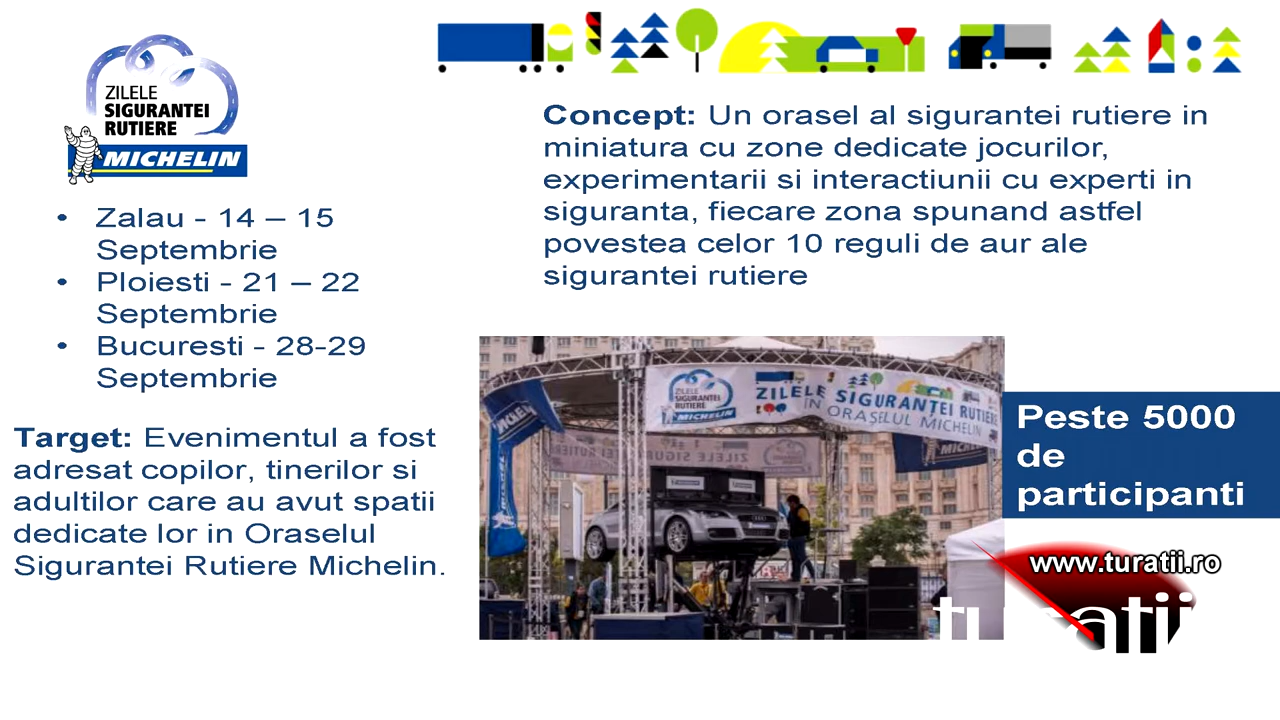 ZILELE
SIGURANTEI
RUTIERE
MICHELIN
• Zalau - 14 – 15
Septembrie
• Ploiesti - 21 – 22
Septembrie
• Bucuresti - 28-29
Septembrie
Target: Evenimentul a fost
adresat copilor, tinerilor si
adultilor care au avut spatii
dedicate lor in Oraselul
Sigurantei Rutiere Michelin.
Concept: Un orasel al sigurantei rutiere in
miniatura cu zone dedicate jocurilor,
experimentarii si interactiunii cu experti in
siguranta, fiecare zona spunand astfel
povestea celor 10 reguli de aur ale
sigurantei rutiere
ZILELE
SIGURANTEI
RUTIERE
MICHELIN
ZILELE SIGURANȚEI RUTIERE
IN ORAȘELUL MICHELIN
MICHELIN
Peste 5000
de
participanti
www.turatii.ro
turatii